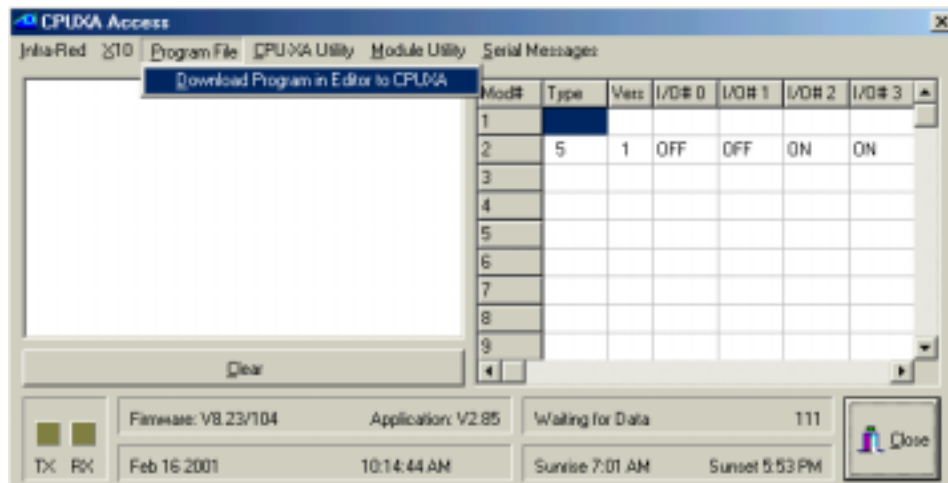 CPUXA Access
Infra-Red X10 Program File CPU-XA Utility Module Utility Serial Messages
Download Program in Editor to CPUXA
Mod# Type Vers I/O# 0 I/O# 1 I/O# 2 I/O# 3
1
2 5 1 OFF OFF ON ON
3
4
5
6
7
8
9
Clear
Firmware: V8.23/104 Application: V2.85 Waiting for Data 111
TX RX Feb 16 2001 10:14:44 AM Sunrise 7:01 AM Sunset 5:53 PM
Close